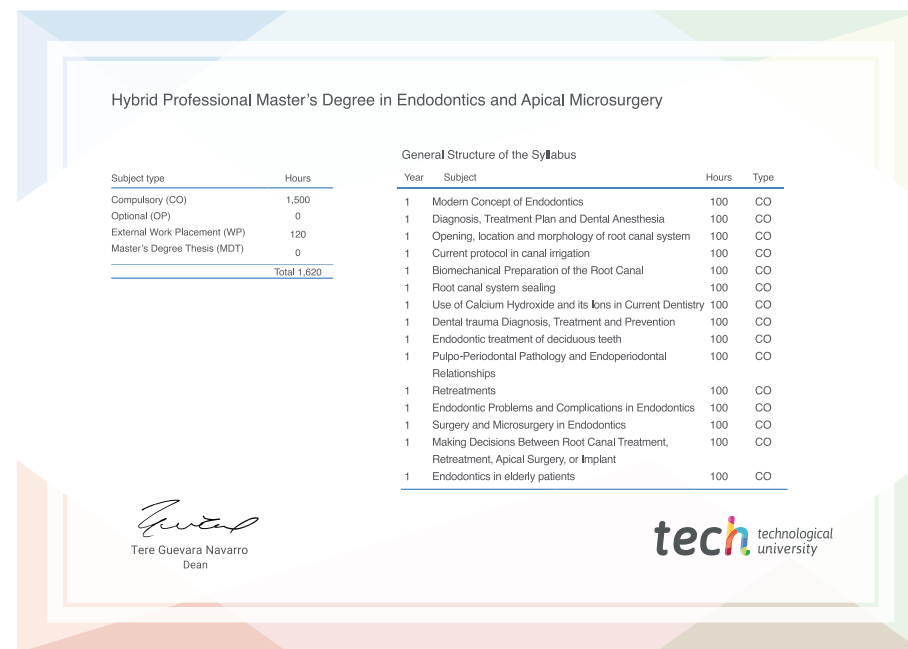 Hybrid Professional Master's Degree in Endodontics and Apical Microsurgery
Subject type Hours
Compulsory (CO) 1,500
Optional (OP) 0
External Work Placement (WP) 120
Master's Degree Thesis (MDT) 0
Total 1,620
General Structure of the Syllabus
Year Subject Hours Type
1 Modern Concept of Endodontics 100 CO
1 Diagnosis, Treatment Plan and Dental Anesthesia 100 CO
1 Opening, location and morphology of root canal system 100 CO
1 Current protocol in canal irrigation 100 CO
1 Biomechanical Preparation of the Root Canal 100 CO
1 Root canal system sealing 100 CO
1 Use of Calcium Hydroxide and its Ions in Current Dentistry 100 CO
1 Dental trauma Diagnosis, Treatment and Prevention 100 CO
1 Endodontic treatment of deciduous teeth 100 CO
1 Pulpo-Periodontal Pathology and Endoperiodontal 100 CO
Relationships
1 Retreatments 100 CO
1 Endodontic Problems and Complications in Endodontics 100 CO
1 Surgery and Microsurgery in Endodontics 100 CO
1 Making Decisions Between Root Canal Treatment, 100 CO
Retreatment, Apical Surgery, or Implant
1 Endodontics in elderly patients 100 CO
Tere Guevara Navarro
Dean
tech technological
university